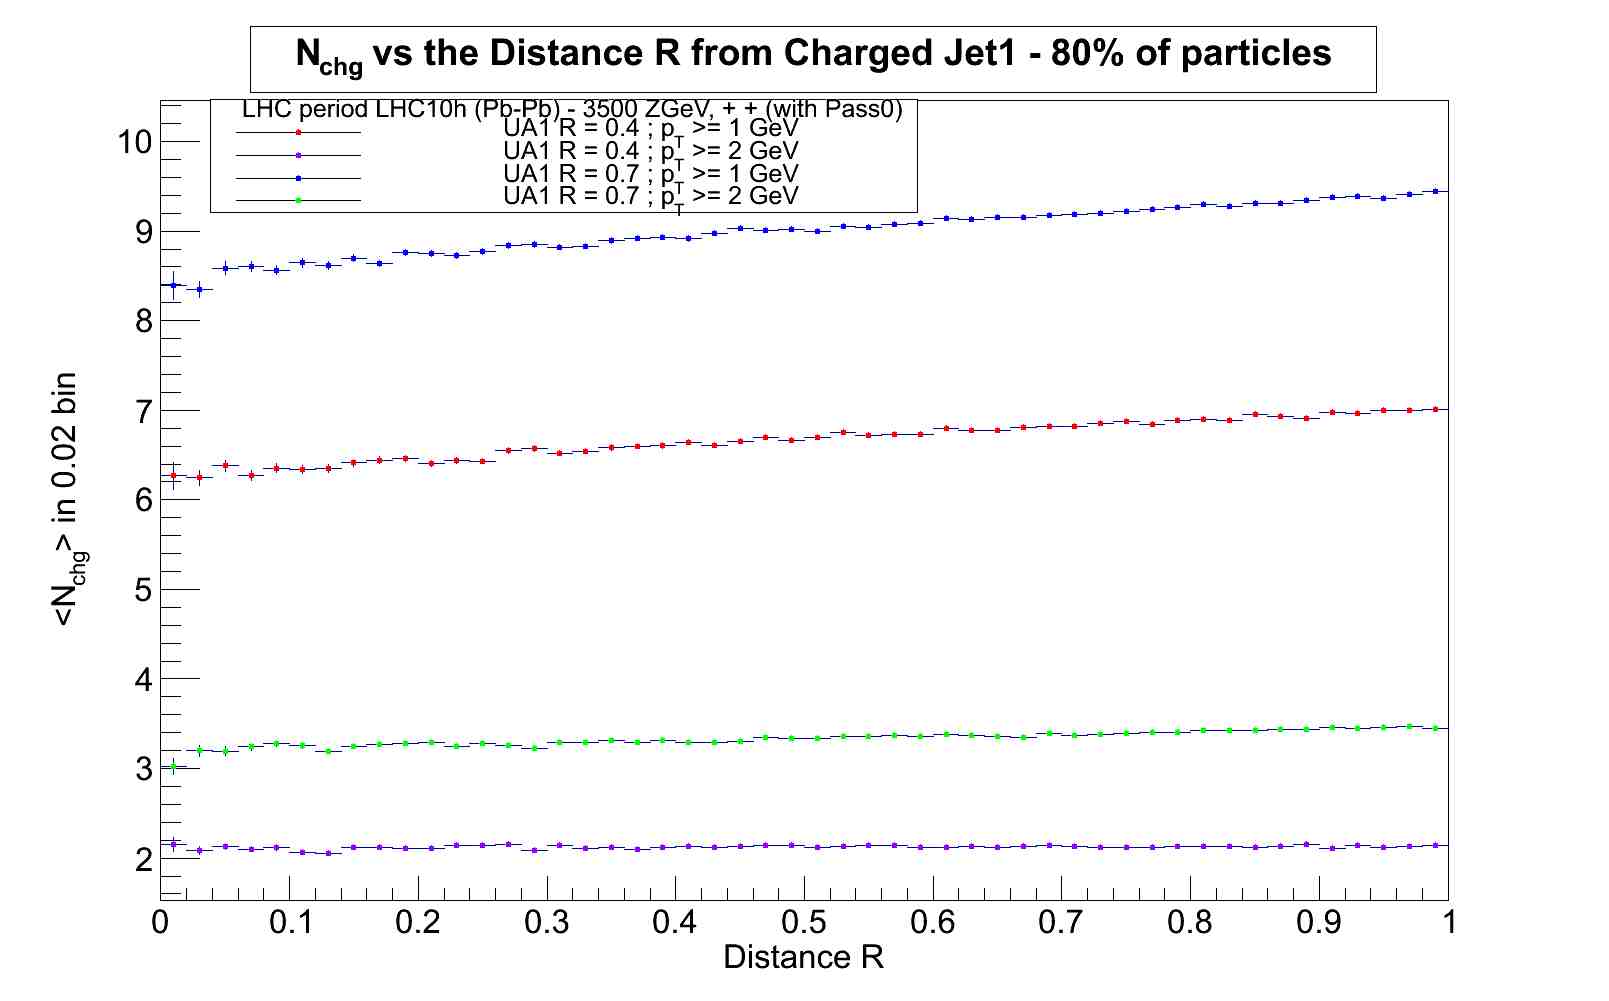 Nchg vs the Distance R from Charged Jet1 - 80% of particles
LHC period LHC10h (Pb-Pb) - 3500 ZGeV, + + (with Pass0)
UA1 R = 0.4 ; pT >= 1 GeV
UA1 R = 0.4 ; pT >= 2 GeV
UA1 R = 0.7 ; pT >= 1 GeV
UA1 R = 0.7 ; pT >= 2 GeV
10
9
8
7
6
5
4
3
2
<Nchg> in 0.02 bin
0 0.1 0.2 0.3 0.4 0.5 0.6 0.7 0.8 0.9 1
Distance R